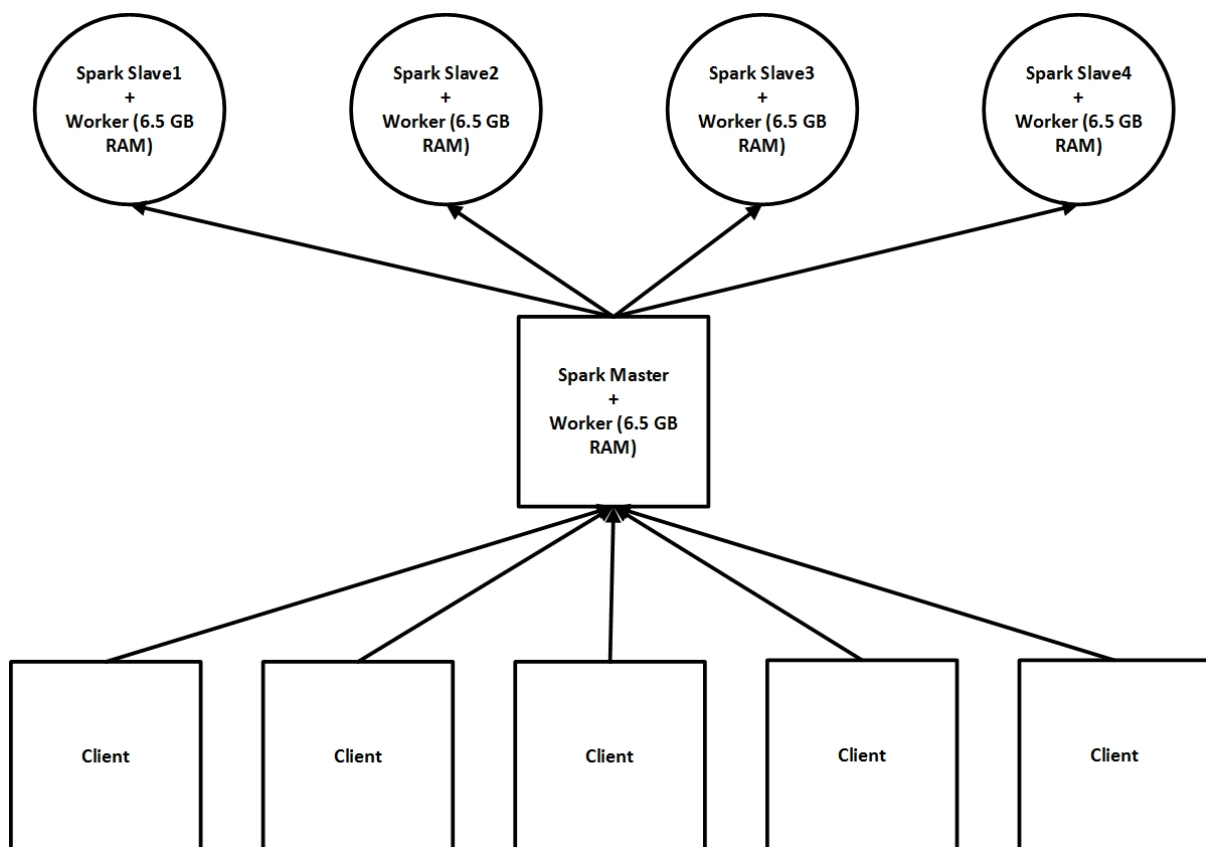 Spark Slave1
+
Worker (6.5 GB
RAM)
Spark Slave2
+
Worker (6.5 GB
RAM)
Spark Slave3
+
Worker (6.5 GB
RAM)
Spark Slave4
+
Worker (6.5 GB
RAM)
Spark Master
+
Worker (6.5 GB
RAM)
Client
Client
Client
Client
Client